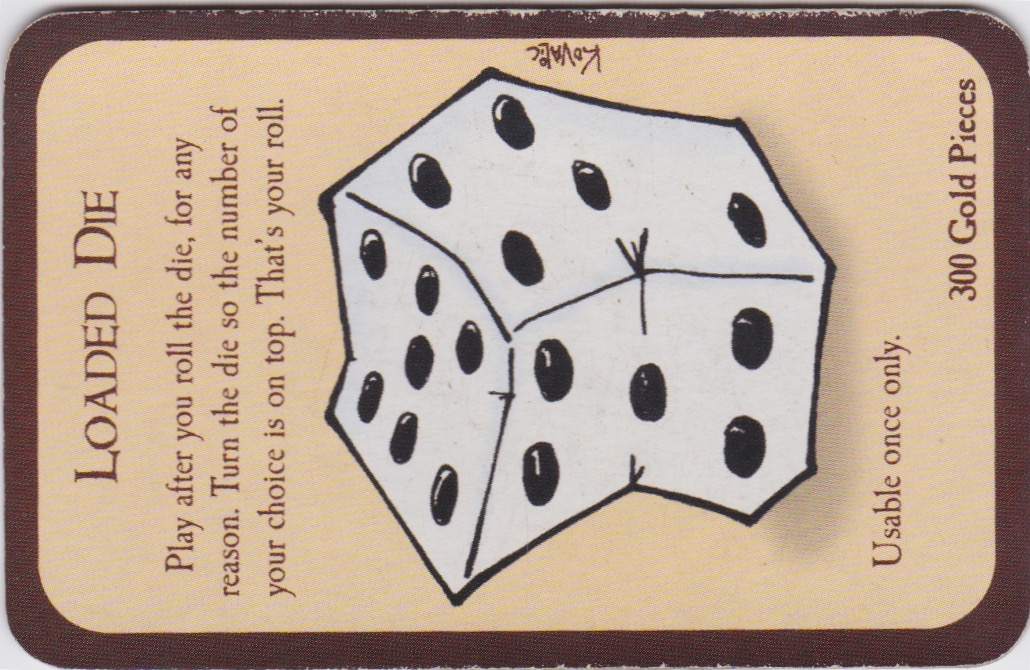 LOADED DIE
Play after you roll the die, for any
reason. Turn the die so the number of
your choice is on top. That's your roll.
KOVALIC
Usable once only.
300 Gold Pieces